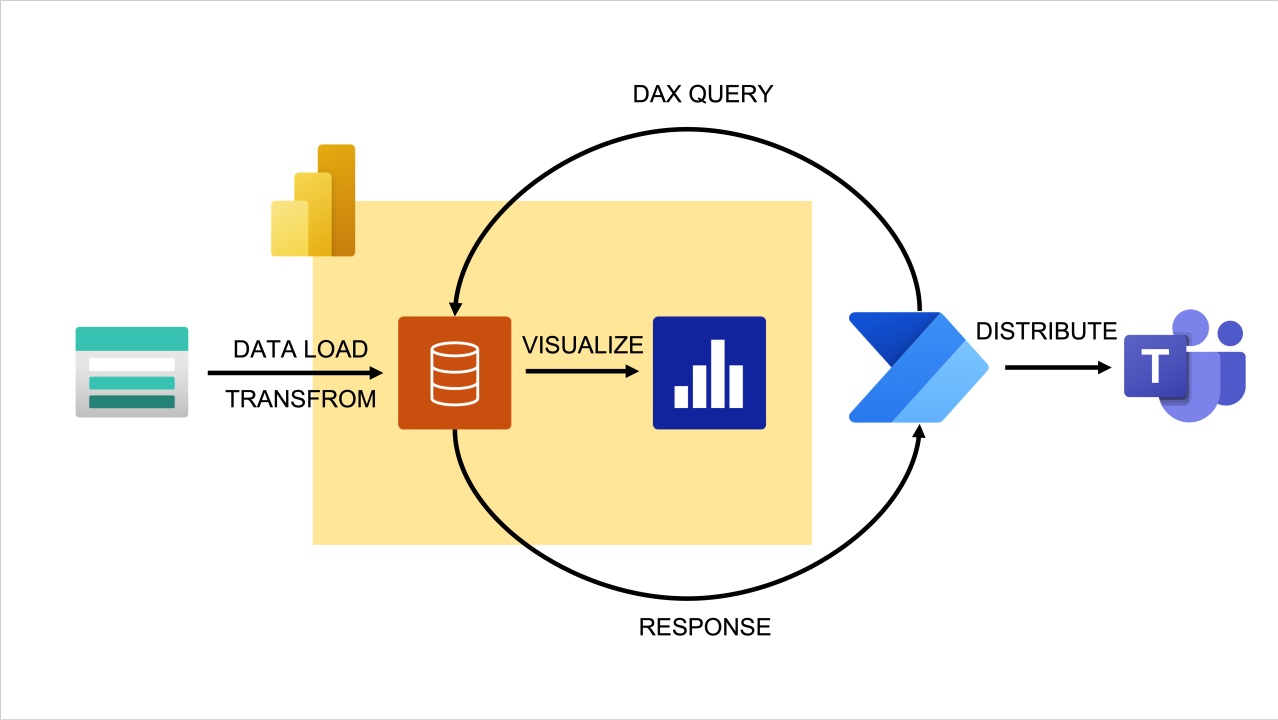 DAX QUERY
DATA LOAD
TRANSFROM
VISUALIZE
DISTRIBUTE
T
RESPONSE